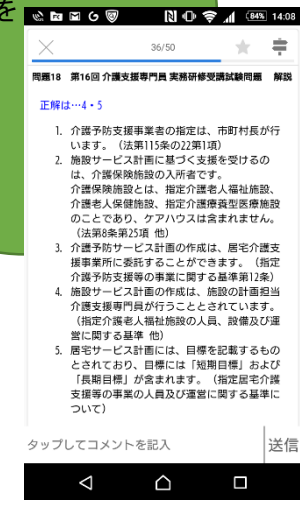 を
84% 14:08
36/50
問題18 第16回 介護支援専門員 実務研修受講試験問題 解説
正解は…4・5
1. 介護予防支援事業者の指定は、市町村長が行
います。（法第115条の22第1項）
2. 施設サービス計画に基づく支援を受けるの
は、介護保険施設の入所者です。
介護保険施設とは、指定介護老人福祉施設、
介護老人保健施設、指定介護療養型医療施設
のことであり、ケアハウスは含まれません。
（法第8条第25項 他）
3. 介護予防サービス計画の作成は、居宅介護支
援事業所に委託することができます。（指定
介護予防支援等の事業に関する基準第12条）
4. 施設サービス計画の作成は、施設の計画担当
介護支援専門員が行うこととされています。
（指定介護老人福祉施設の人員、設備及び運
営に関する基準 他）
5. 居宅サービス計画には、目標を記載するもの
とされており、目標には「短期目標」および
「長期目標」が含まれます。（指定居宅介護
支援等の事業の人員及び運営に関する基準に
ついて）
タップしてコメントを記入 送信